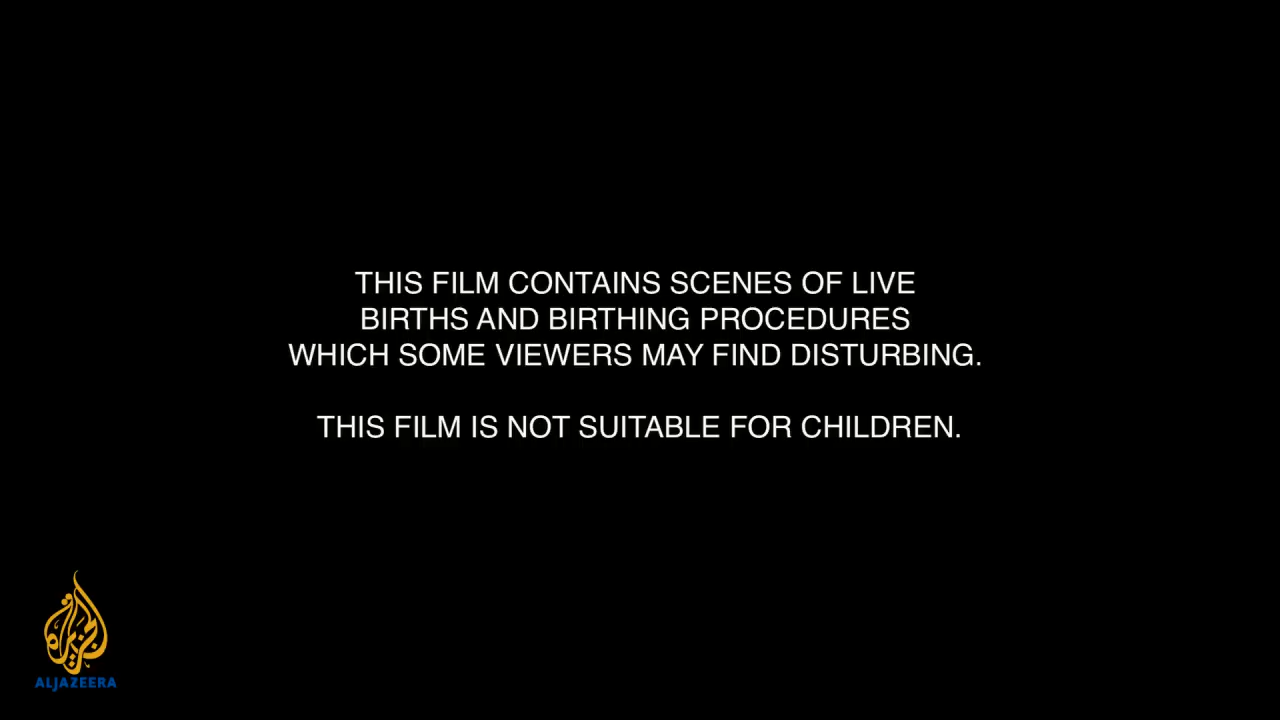 THIS FILM CONTAINS SCENES OF LIVE
BIRTHS AND BIRTHING PROCEDURES
WHICH SOME VIEWERS MAY FIND DISTURBING.
THIS FILM IS NOT SUITABLE FOR CHILDREN.
الجزيرة
ALJAZEERA